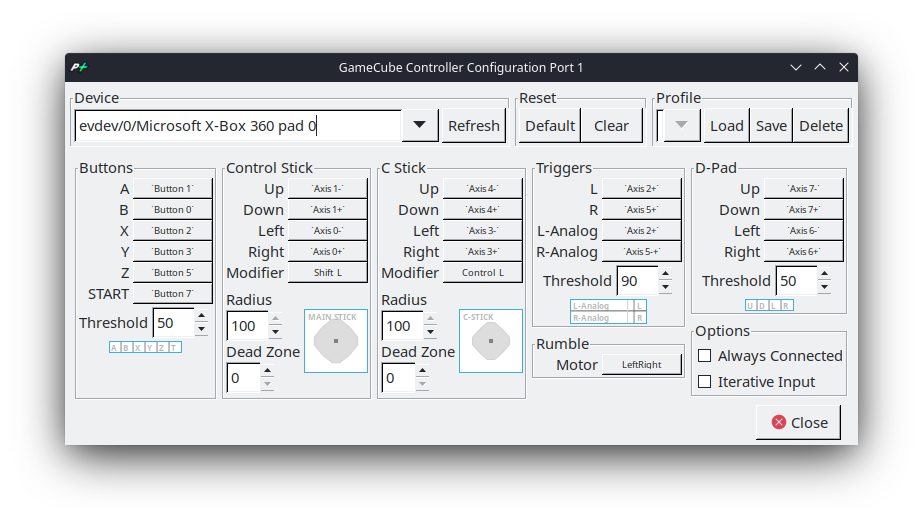 GameCube Controller Configuration Port 1
Device
evdev/0/Microsoft X-Box 360 pad 0
Refresh
Reset
Default
Clear
Profile
Load
Save
Delete
Buttons
A `Button 1`
B `Button 0`
X `Button 2`
Y `Button 3`
Z `Button 5`
START `Button 7`
Threshold 50
A B X Y Z T
Control Stick
Up `Axis 1-`
Down `Axis 1+`
Left `Axis 0-`
Right `Axis 0+`
Modifier Shift L
Radius
100
Dead Zone
0
MAIN STICK
C Stick
Up `Axis 4-`
Down `Axis 4+`
Left `Axis 3-`
Right `Axis 3+`
Modifier Control L
Radius
100
Dead Zone
0
C-STICK
Triggers
L `Axis 2+`
R `Axis 5+`
L-Analog `Axis 2+`
R-Analog `Axis 5-+`
Threshold 90
L-Analog L
R-Analog R
Rumble
Motor LeftRight
D-Pad
Up `Axis 7-`
Down `Axis 7+`
Left `Axis 6-`
Right `Axis 6+`
Threshold 50
U D L R
Options
Always Connected
Iterative Input
Close